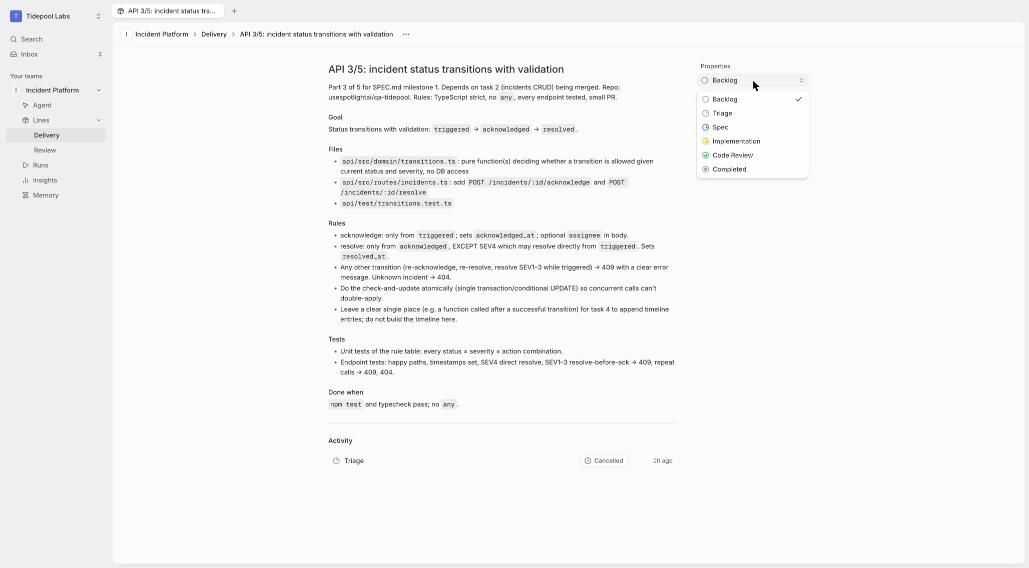 T Tidepool Labs
API 3/5: incident status tra...
Search
I Incident Platform > Delivery > API 3/5: incident status transitions with validation ...
Inbox 3
Your teams
I Incident Platform
Agent
Lines
Delivery
Review
Runs
Insights
Memory
API 3/5: incident status transitions with validation
Part 3 of 5 for SPEC.md milestone 1. Depends on task 2 (incidents CRUD) being merged. Repo:
usespotlightai/qa-tidepool. Rules: TypeScript strict, no any, every endpoint tested, small PR.
Goal
Status transitions with validation: triggered → acknowledged → resolved.
Files
• api/src/domain/transitions.ts: pure function(s) deciding whether a transition is allowed given
current status and severity, no DB access
• api/src/routes/incidents.ts: add POST /incidents/:id/acknowledge and POST
/incidents/:id/resolve
• api/test/transitions.test.ts
Rules
• acknowledge: only from triggered; sets acknowledged_at; optional assignee in body.
• resolve: only from acknowledged, EXCEPT SEV4 which may resolve directly from triggered. Sets
resolved_at.
• Any other transition (re-acknowledge, re-resolve, resolve SEV1–3 while triggered) → 409 with a clear error
message. Unknown incident → 404.
• Do the check-and-update atomically (single transaction/conditional UPDATE) so concurrent calls can't
double-apply.
• Leave a clear single place (e.g. a function called after a successful transition) for task 4 to append timeline
entries; do not build the timeline here.
Tests
• Unit tests of the rule table: every status × severity × action combination.
• Endpoint tests: happy paths, timestamps set, SEV4 direct resolve, SEV1–3 resolve-before-ack → 409, repeat
calls → 409, 404.
Done when
npm test and typecheck pass; no any.
Activity
Triage Cancelled 1h ago
Properties
Backlog
Backlog
Triage
Spec
Implementation
Code Review
Completed